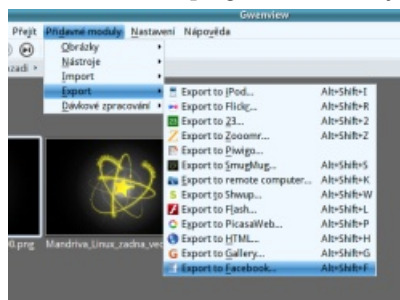 Gwenview
Přejít Přídavné moduly Nastavení Nápověda
Obrázky
Nástroje
Import
Export
Dávkové zpracování
Export to iPod... Alt+Shift+I
Export to Flickr... Alt+Shift+R
Export to 23... Alt+Shift+2
Export to Zooomr... Alt+Shift+Z
Export to Piwigo...
Export to SmugMug... Alt+Shift+S
Export to remote computer... Alt+Shift+K
Export to Shwup... Alt+Shift+W
Export to Flash... Alt+Shift+L
Export to PicasaWeb... Alt+Shift+P
Export to HTML... Alt+Shift+H
Export to Gallery... Alt+Shift+G
Export to Facebook... Alt+Shift+F
0.png Mandriva_Linux_zadna_vec